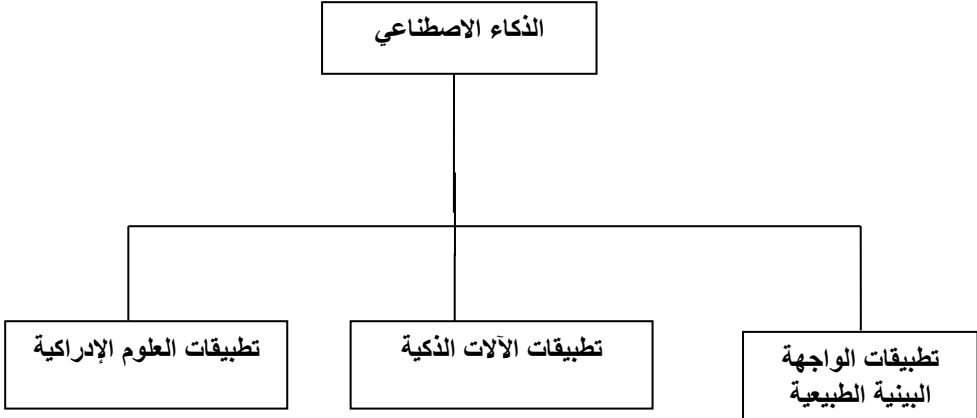 الذكاء الاصطناعي
تطبيقات الواجهة
البينية الطبيعية
تطبيقات الآلات الذكية
تطبيقات العلوم الإدراكية